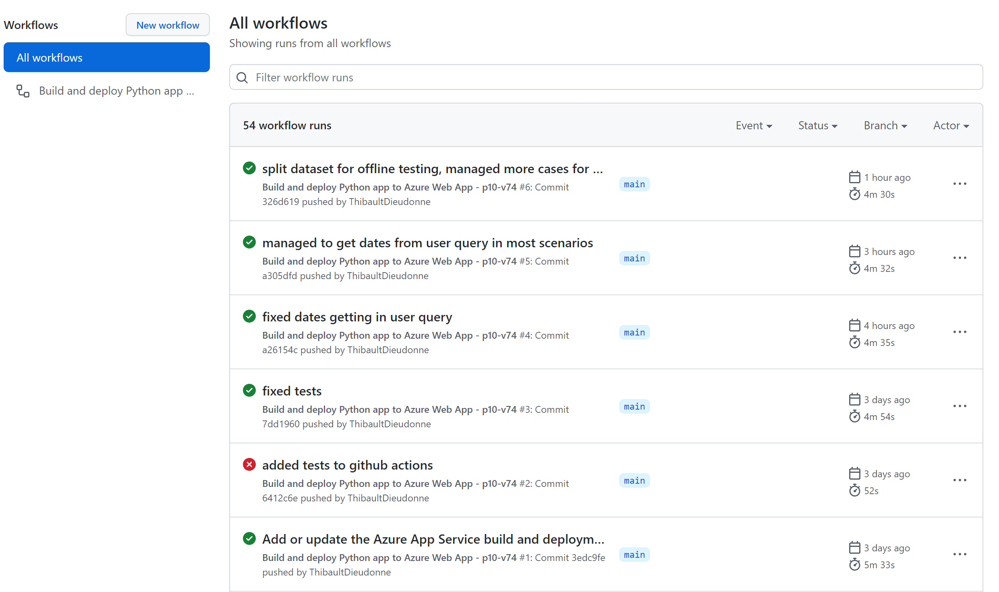 Workflows
New workflow
All workflows
Build and deploy Python app ...
All workflows
Showing runs from all workflows
Filter workflow runs
54 workflow runs
Event
Status
Branch
Actor
split dataset for offline testing, managed more cases for ...
Build and deploy Python app to Azure Web App - p10-v74 #6: Commit
326d619 pushed by ThibaultDieudonne
main
1 hour ago
4m 30s
managed to get dates from user query in most scenarios
Build and deploy Python app to Azure Web App - p10-v74 #5: Commit
a305dfd pushed by ThibaultDieudonne
main
3 hours ago
4m 32s
fixed dates getting in user query
Build and deploy Python app to Azure Web App - p10-v74 #4: Commit
a26154c pushed by ThibaultDieudonne
main
4 hours ago
4m 35s
fixed tests
Build and deploy Python app to Azure Web App - p10-v74 #3: Commit
7dd1960 pushed by ThibaultDieudonne
main
3 days ago
4m 54s
added tests to github actions
Build and deploy Python app to Azure Web App - p10-v74 #2: Commit
6412c6e pushed by ThibaultDieudonne
main
3 days ago
52s
Add or update the Azure App Service build and deploym...
Build and deploy Python app to Azure Web App - p10-v74 #1: Commit 3edc9fe
pushed by ThibaultDieudonne
main
3 days ago
5m 33s